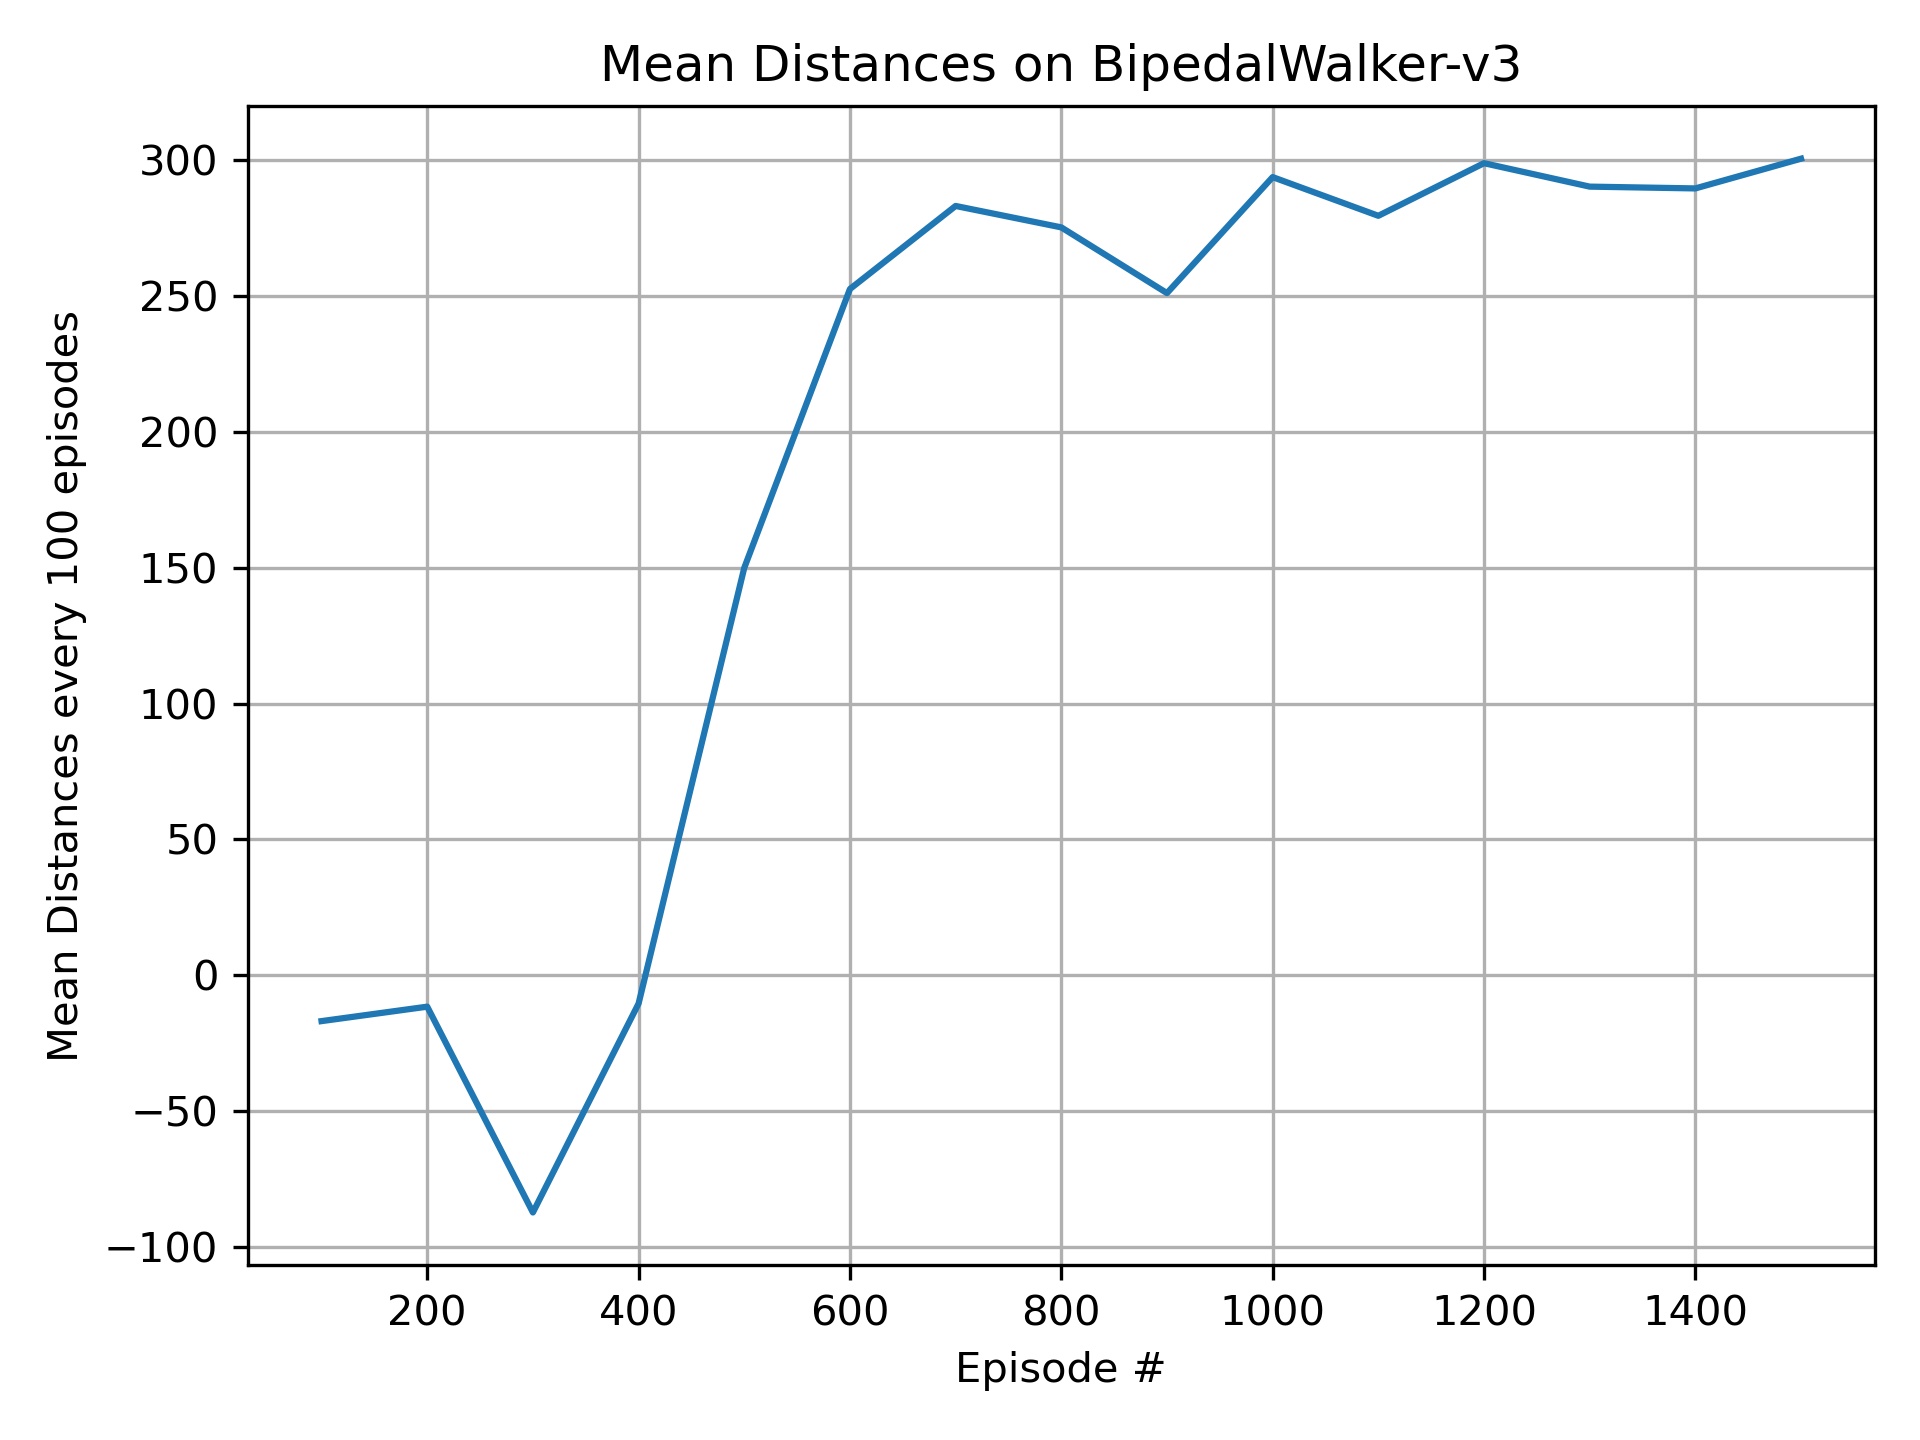 Mean Distances on BipedalWalker-v3
Mean Distances every 100 episodes
300
250
200
150
100
50
0
−50
−100
200 400 600 800 1000 1200 1400
Episode #